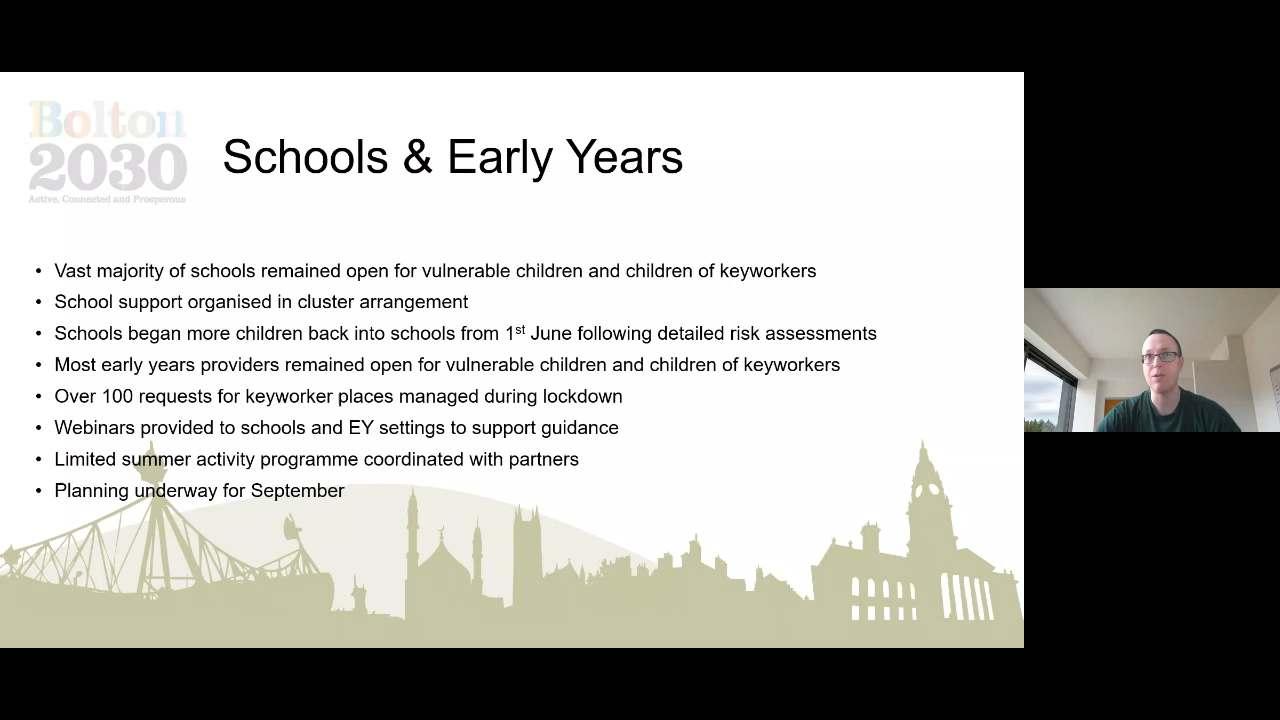 Bolton
2030
Active, Connected and Prosperous
Schools & Early Years
• Vast majority of schools remained open for vulnerable children and children of keyworkers
• School support organised in cluster arrangement
• Schools began more children back into schools from 1st June following detailed risk assessments
• Most early years providers remained open for vulnerable children and children of keyworkers
• Over 100 requests for keyworker places managed during lockdown
• Webinars provided to schools and EY settings to support guidance
• Limited summer activity programme coordinated with partners
• Planning underway for September